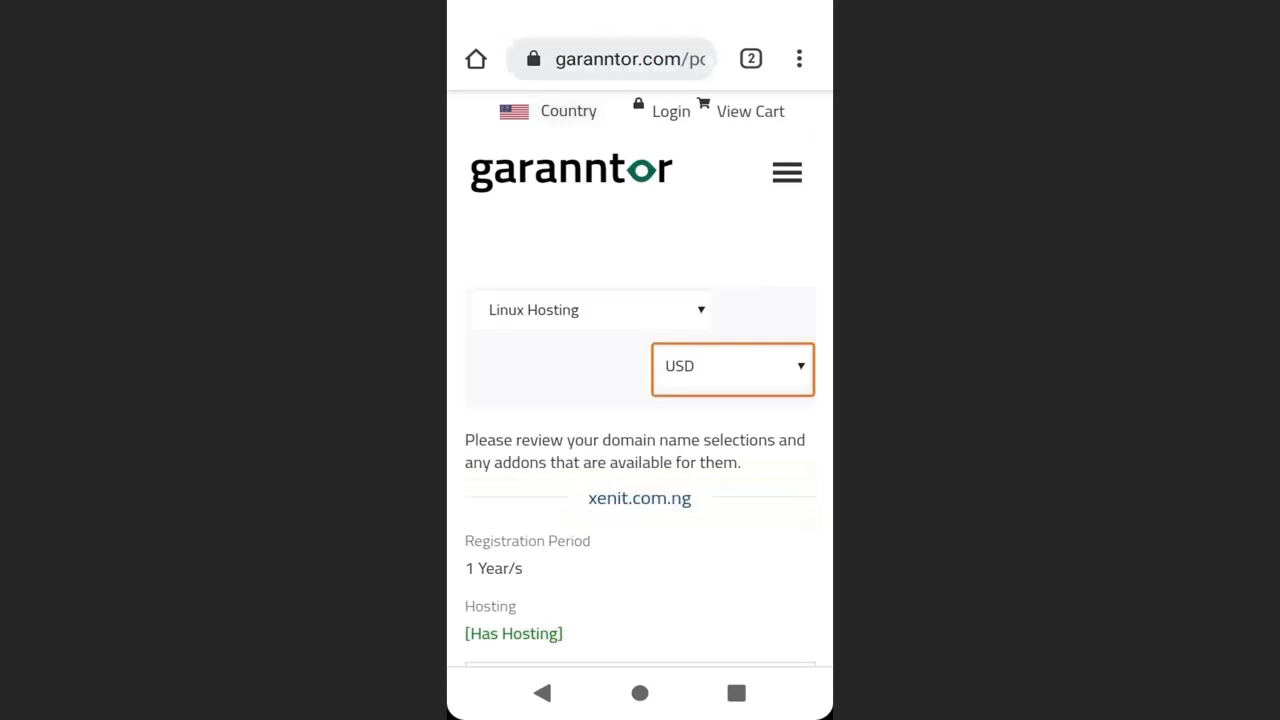 garanntor.com/pc
2
Country
Login
View Cart
garanntor
Linux Hosting
USD
Please review your domain name selections and
any addons that are available for them.
xenit.com.ng
Registration Period
1 Year/s
Hosting
[Has Hosting]